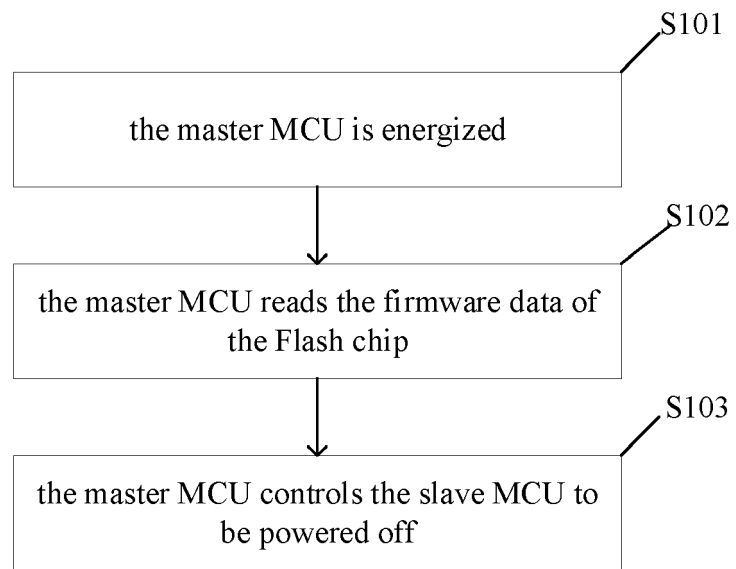 S101
the master MCU is energized
S102
the master MCU reads the firmware data of
the Flash chip
S103
the master MCU controls the slave MCU to
be powered off